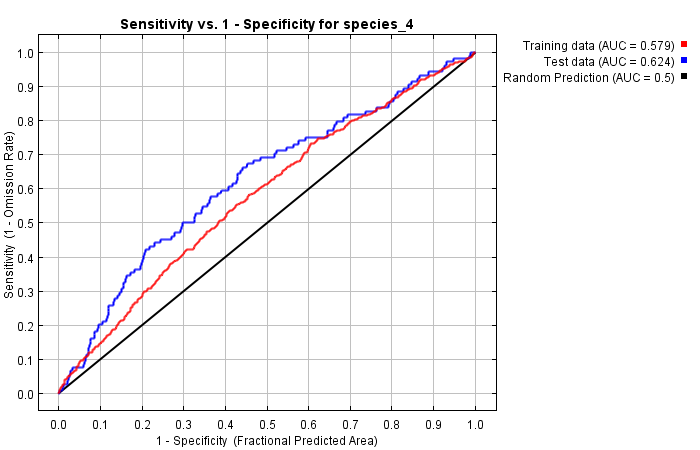 Sensitivity vs. 1 - Specificity for species_4
Training data (AUC = 0.579)
Test data (AUC = 0.624)
Random Prediction (AUC = 0.5)
Sensitivity (1 - Omission Rate)
1.0
0.9
0.8
0.7
0.6
0.5
0.4
0.3
0.2
0.1
0.0
0.0 0.1 0.2 0.3 0.4 0.5 0.6 0.7 0.8 0.9 1.0
1 - Specificity (Fractional Predicted Area)